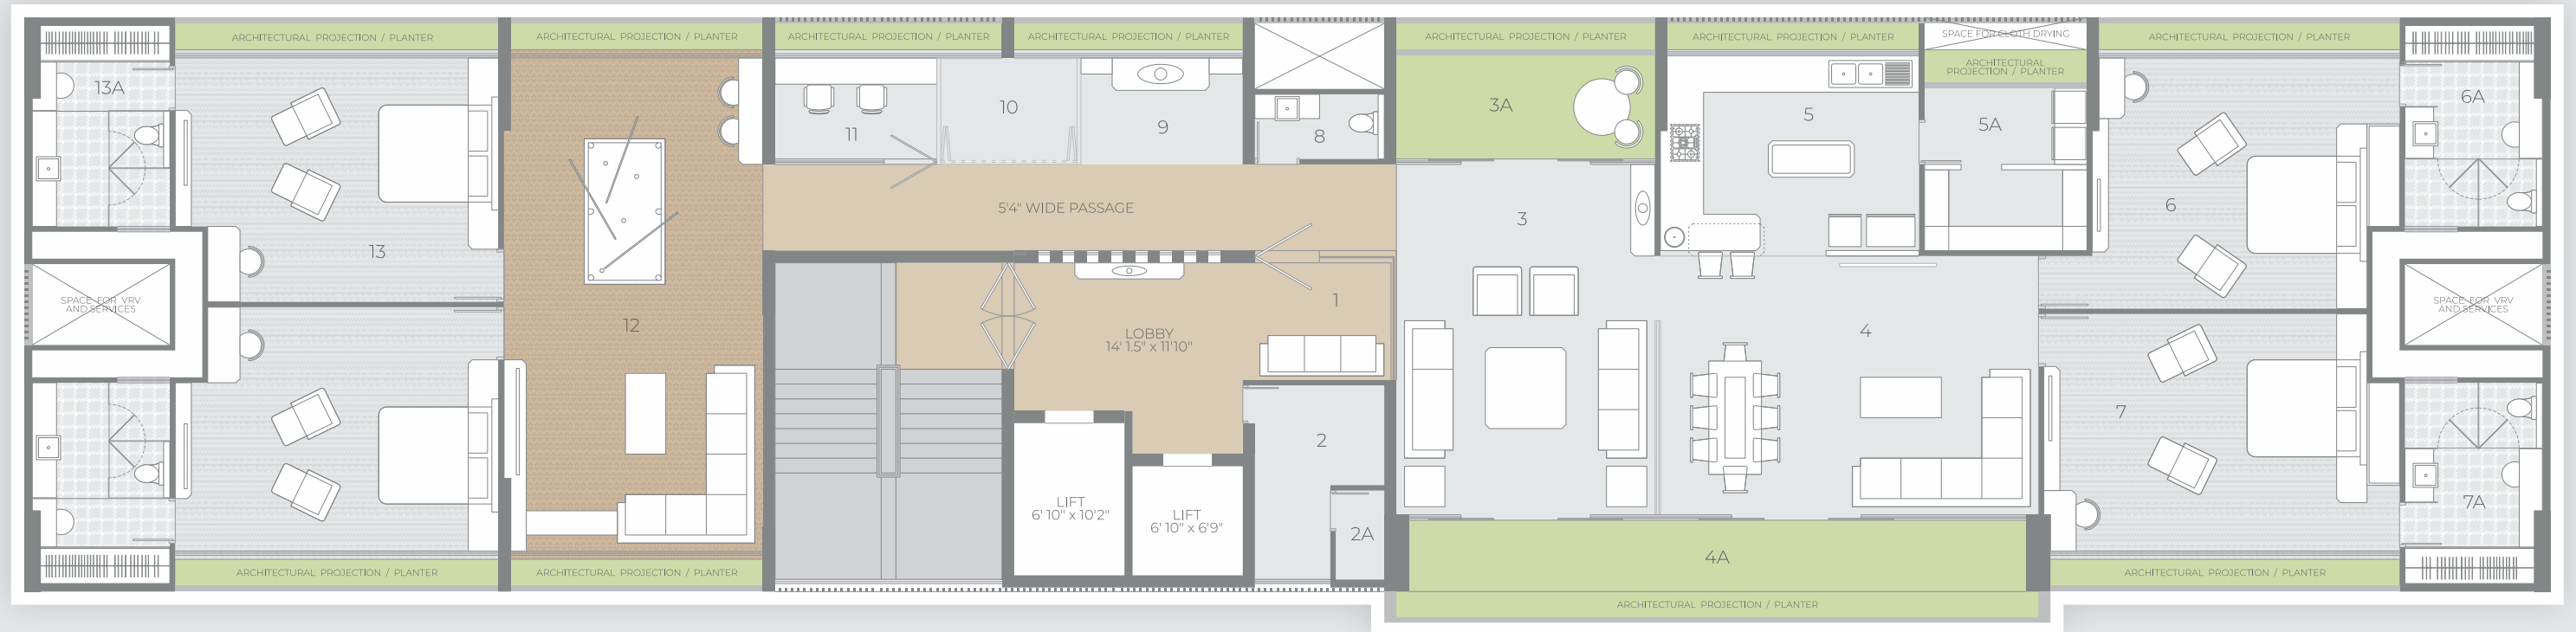 ARCHITECTURAL PROJECTION / PLANTER
ARCHITECTURAL PROJECTION / PLANTER
ARCHITECTURAL PROJECTION / PLANTER
ARCHITECTURAL PROJECTION / PLANTER
ARCHITECTURAL PROJECTION / PLANTER
ARCHITECTURAL PROJECTION / PLANTER
SPACE FOR CLOTH DRYING
ARCHITECTURAL PROJECTION / PLANTER
ARCHITECTURAL
PROJECTION / PLANTER
13A
11
10
9
8
3A
5
5A
6A
5'4" WIDE PASSAGE
3
6
13
SPACE FOR VRV
AND SERVICES
12
LOBBY
14' 1.5" x 11'10"
1
4
SPACE FOR VRV
AND SERVICES
7
2
LIFT
6' 10" x 10'2"
LIFT
6' 10" x 6'9"
2A
7A
4A
ARCHITECTURAL PROJECTION / PLANTER
ARCHITECTURAL PROJECTION / PLANTER
ARCHITECTURAL PROJECTION / PLANTER
ARCHITECTURAL PROJECTION / PLANTER